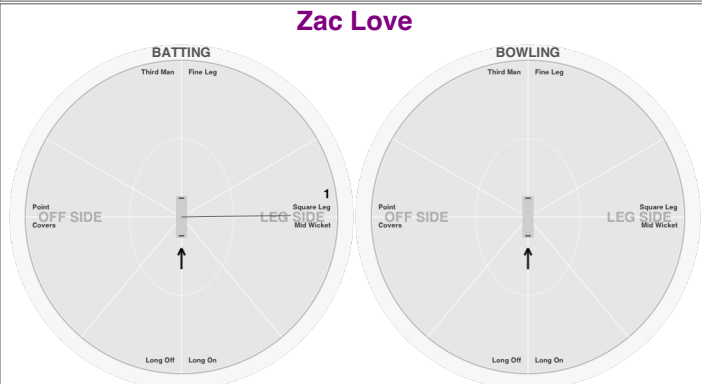 Zac Love
BATTING
Third Man Fine Leg
1
Point
Square Leg
OFF SIDE
LEG SIDE
Covers
Mid Wicket
Long Off Long On
BOWLING
Third Man Fine Leg
Point
Square Leg
OFF SIDE
LEG SIDE
Covers
Mid Wicket
Long Off Long On